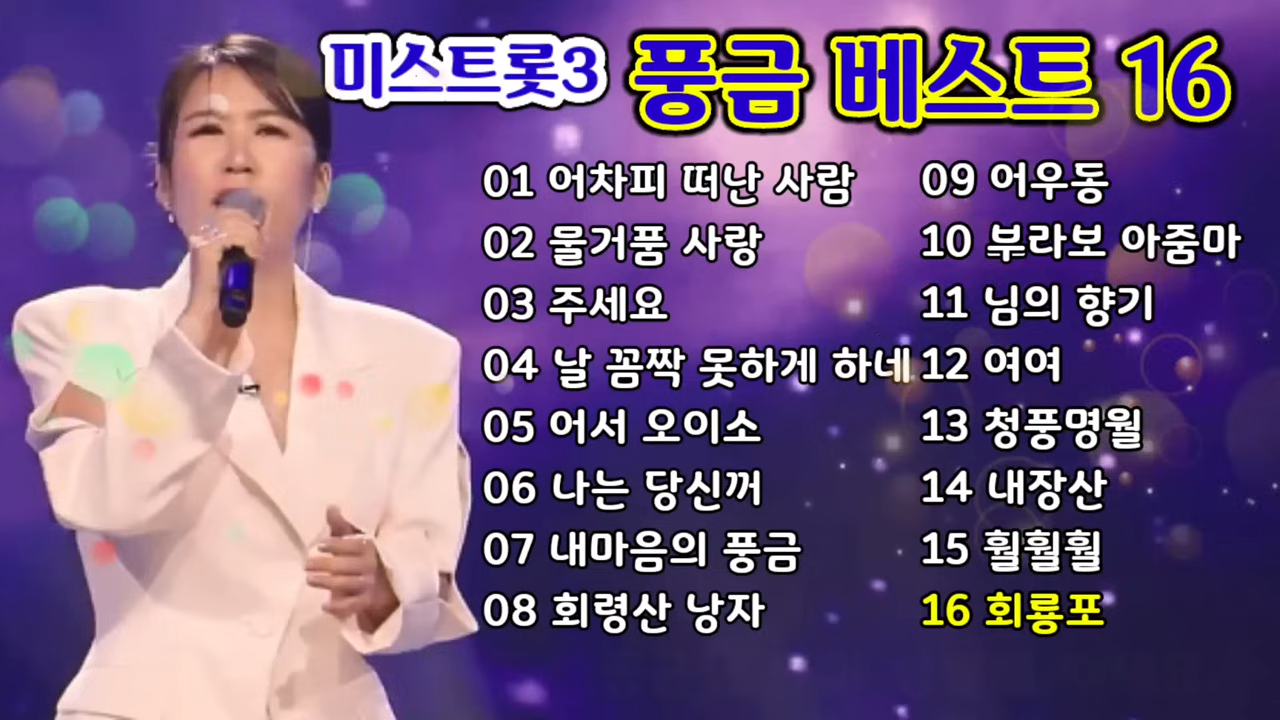 미스트롯3 풍금 베스트 16
01 어차피 떠난 사람
02 물거품 사랑
03 주세요
04 날 꼼짝 못하게 하네
05 어서 오이소
06 나는 당신꺼
07 내마음의 풍금
08 회령산 낭자
09 어우동
10 부라보 아줌마
11 님의 향기
12 여여
13 청풍명월
14 내장산
15 훨훨훨
16 회룡포